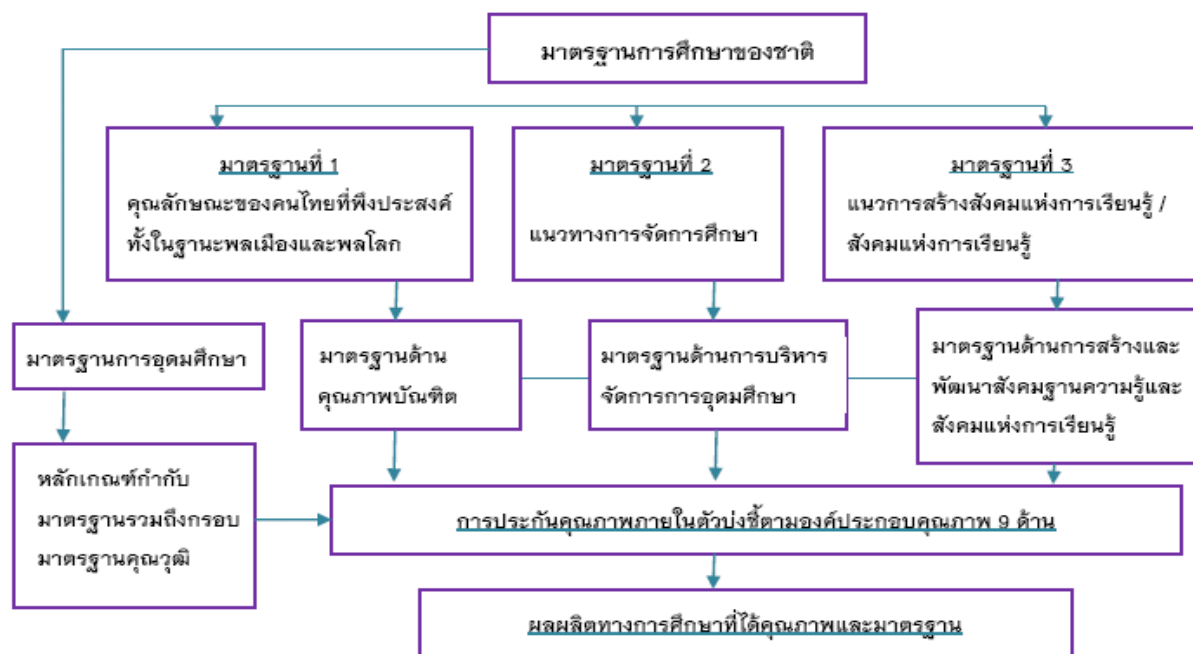 มาตรฐานการศึกษาของชาติ
มาตรฐานที่ 1
คุณลักษณะของคนไทยที่พึงประสงค์
ทั้งในฐานะพลเมืองและพลโลก
มาตรฐานที่ 2
แนวทางการจัดการศึกษา
มาตรฐานที่ 3
แนวการสร้างสังคมแห่งการเรียนรู้ /
สังคมแห่งการเรียนรู้
มาตรฐานการอุดมศึกษา
มาตรฐานด้าน
คุณภาพบัณฑิต
มาตรฐานด้านการบริหาร
จัดการการอุดมศึกษา
มาตรฐานด้านการสร้างและ
พัฒนาสังคมฐานความรู้และ
สังคมแห่งการเรียนรู้
หลักเกณฑ์กำกับ
มาตรฐานรวมถึงกรอบ
มาตรฐานคุณวุฒิ
การประกันคุณภาพภายในตัวบ่งชี้ตามองค์ประกอบคุณภาพ 9 ด้าน
ผลผลิตทางการศึกษาที่ได้คุณภาพและมาตรฐาน